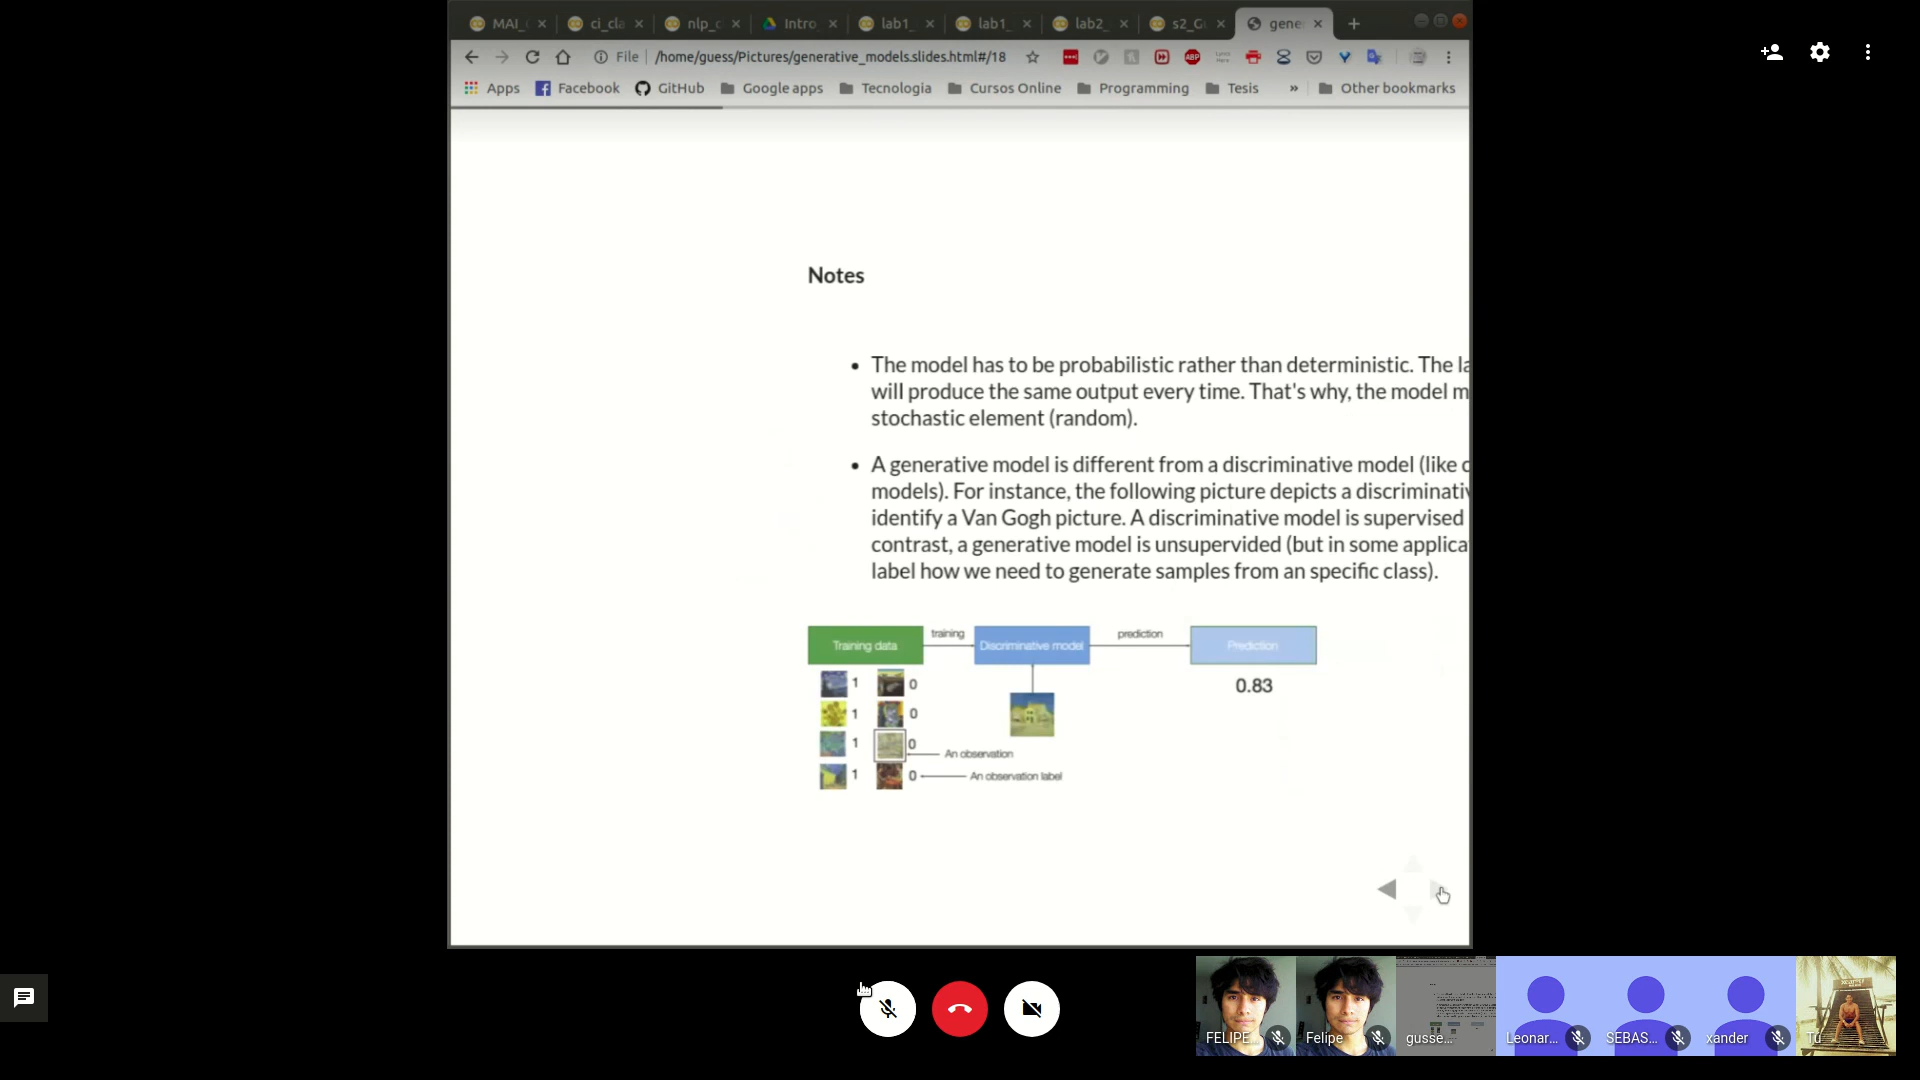 MAI_
ci_cla
nlp_c
Intro
lab1_
lab1_
lab2_
s2_G
gene
File
/home/guess/Pictures/generative_models.slides.html#/18
ABP
Apps
Facebook
GitHub
Google apps
Tecnologia
Cursos Online
Programming
Tesis
»
Other bookmarks
Notes
The model has to be probabilistic rather than deterministic. The la
will produce the same output every time. That's why, the model m
stochastic element (random).
A generative model is different from a discriminative model (like c
models). For instance, the following picture depicts a discriminativ
identify a Van Gogh picture. A discriminative model is supervised
contrast, a generative model is unsupervided (but in some applica
label how we need to generate samples from an specific class).
Training data
training
Discriminative model
prediction
Prediction
0.83
1 0
1 0
1 0
An observation
1 0
An observation label
FELIPE...
Felipe
gusse...
Leonar...
SEBAS...
xander
Tú